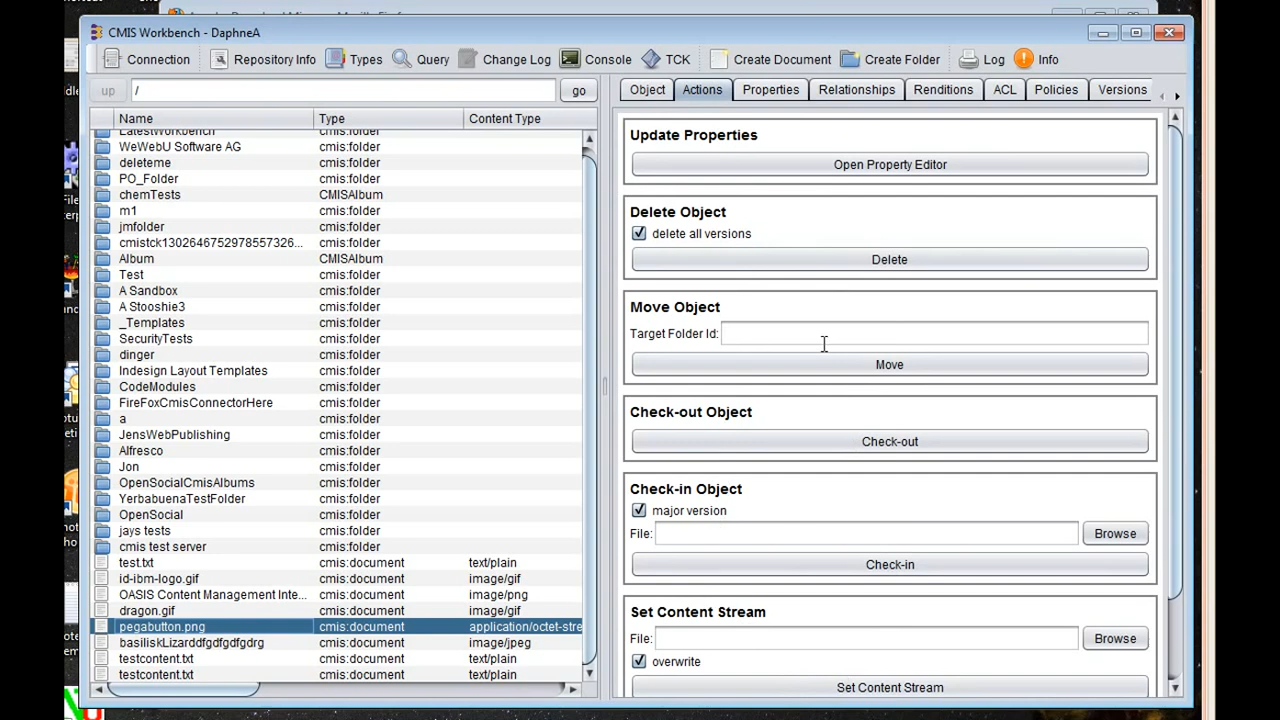 CMIS Workbench - DaphneA
Connection Repository Info Types Query Change Log Console TCK Create Document Create Folder Log Info
up / go
Object Actions Properties Relationships Renditions ACL Policies Versions
Name Type Content Type
LatestWorkbench cmis:folder
WeWebU Software AG cmis:folder
deleteme cmis:folder
PO_Folder cmis:folder
chemTests CMISAlbum
m1 cmis:folder
jmfolder cmis:folder
cmistck1302646752978557326... cmis:folder
Album CMISAlbum
Test cmis:folder
A Sandbox cmis:folder
A Stooshie3 cmis:folder
_Templates cmis:folder
SecurityTests cmis:folder
dinger cmis:folder
Indesign Layout Templates cmis:folder
CodeModules cmis:folder
FireFoxCmisConnectorHere cmis:folder
a cmis:folder
JensWebPublishing cmis:folder
Alfresco cmis:folder
Jon cmis:folder
OpenSocialCmisAlbums cmis:folder
YerbabuenaTestFolder cmis:folder
OpenSocial cmis:folder
jays tests cmis:folder
cmis test server cmis:folder
test.txt cmis:document text/plain
id-ibm-logo.gif cmis:document image/gif
OASIS Content Management Inte... cmis:document image/png
dragon.gif cmis:document image/gif
pegabutton.png cmis:document application/octet-stre
basiliskLizarddfgdfgdfgdrg cmis:document image/jpeg
testcontent.txt cmis:document text/plain
testcontent.txt cmis:document text/plain
Update Properties
Open Property Editor
Delete Object
delete all versions
Delete
Move Object
Target Folder Id:
Move
Check-out Object
Check-out
Check-in Object
major version
File: Browse
Check-in
Set Content Stream
File: Browse
overwrite
Set Content Stream